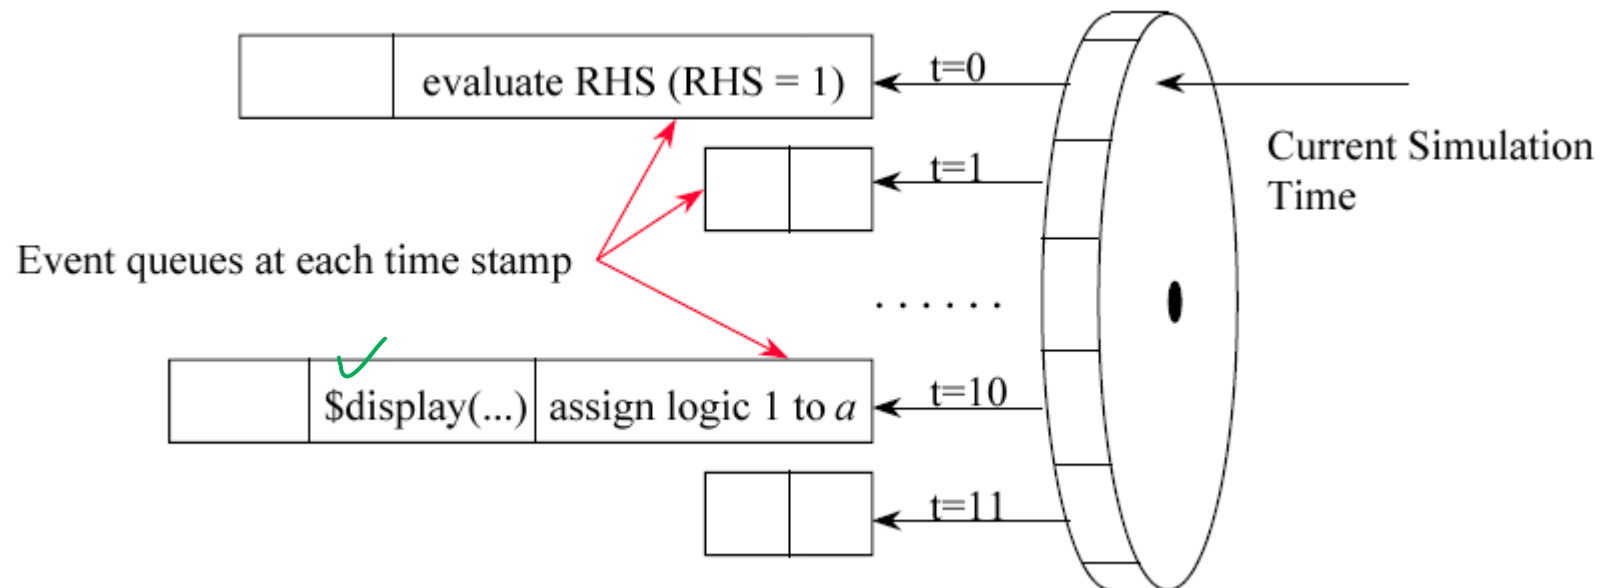 evaluate RHS (RHS = 1)
t=0
Current Simulation
Time
t=1
Event queues at each time stamp
. . . . . .
$display(...)
assign logic 1 to a
t=10
t=11